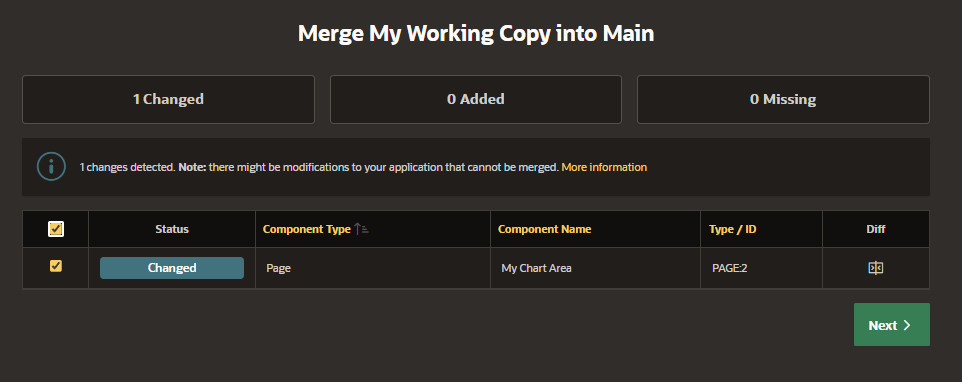 Merge My Working Copy into Main
1 Changed
0 Added
0 Missing
1 changes detected. Note: there might be modifications to your application that cannot be merged. More information
Status Component Type Component Name Type / ID Diff
Changed Page My Chart Area PAGE:2
Next